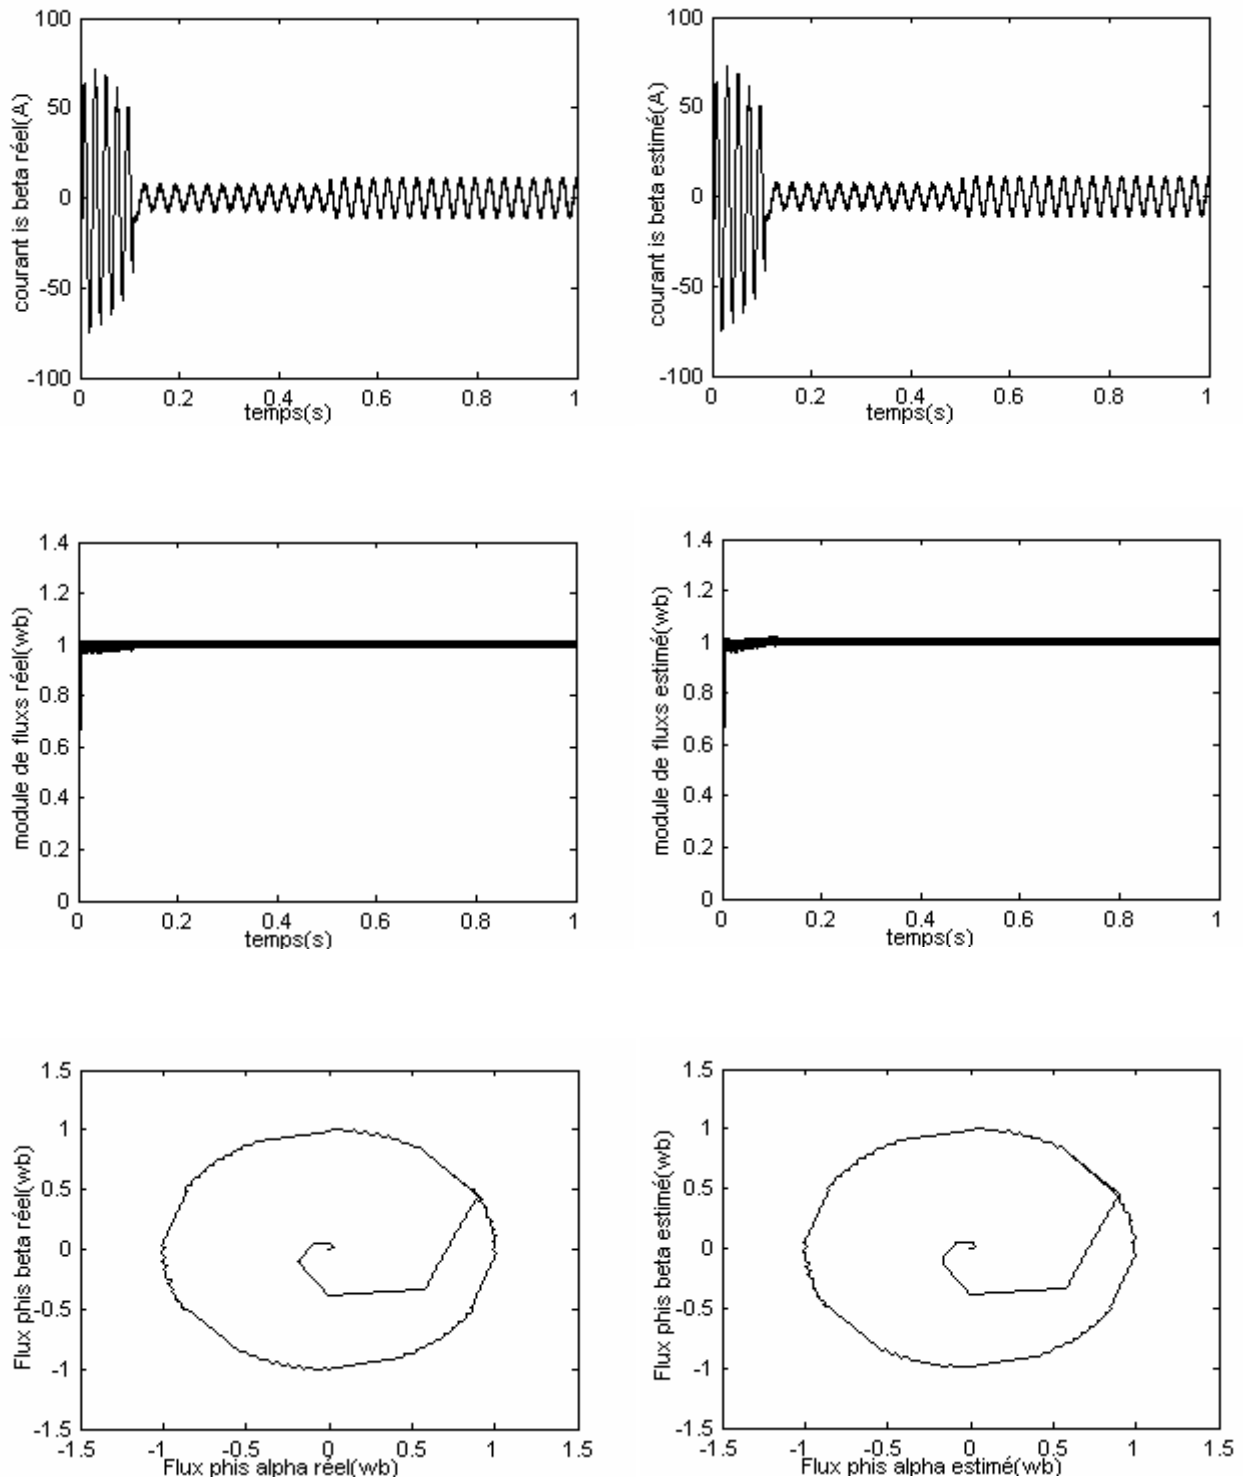 100
50
0
-50
-100
courant is beta réel(A)
0 0.2 0.4 0.6 0.8 1
temps(s)
100
50
0
-50
-100
courant is beta estimé(A)
0 0.2 0.4 0.6 0.8 1
temps(s)
1.4
1.2
1
0.8
0.6
0.4
0.2
0
module de fluxs réel(wb)
0 0.2 0.4 0.6 0.8 1
temps(s)
1.4
1.2
1
0.8
0.6
0.4
0.2
0
module de fluxs estimé(wb)
0 0.2 0.4 0.6 0.8 1
temps(s)
1.5
1
0.5
0
-0.5
-1
-1.5
Flux phis beta réel(wb)
-1.5 -1 -0.5 0 0.5 1 1.5
Flux phis alpha réel(wb)
1.5
1
0.5
0
-0.5
-1
-1.5
Flux phis beta estimé(wb)
-1.5 -1 -0.5 0 0.5 1 1.5
Flux phis alpha estimé(wb)